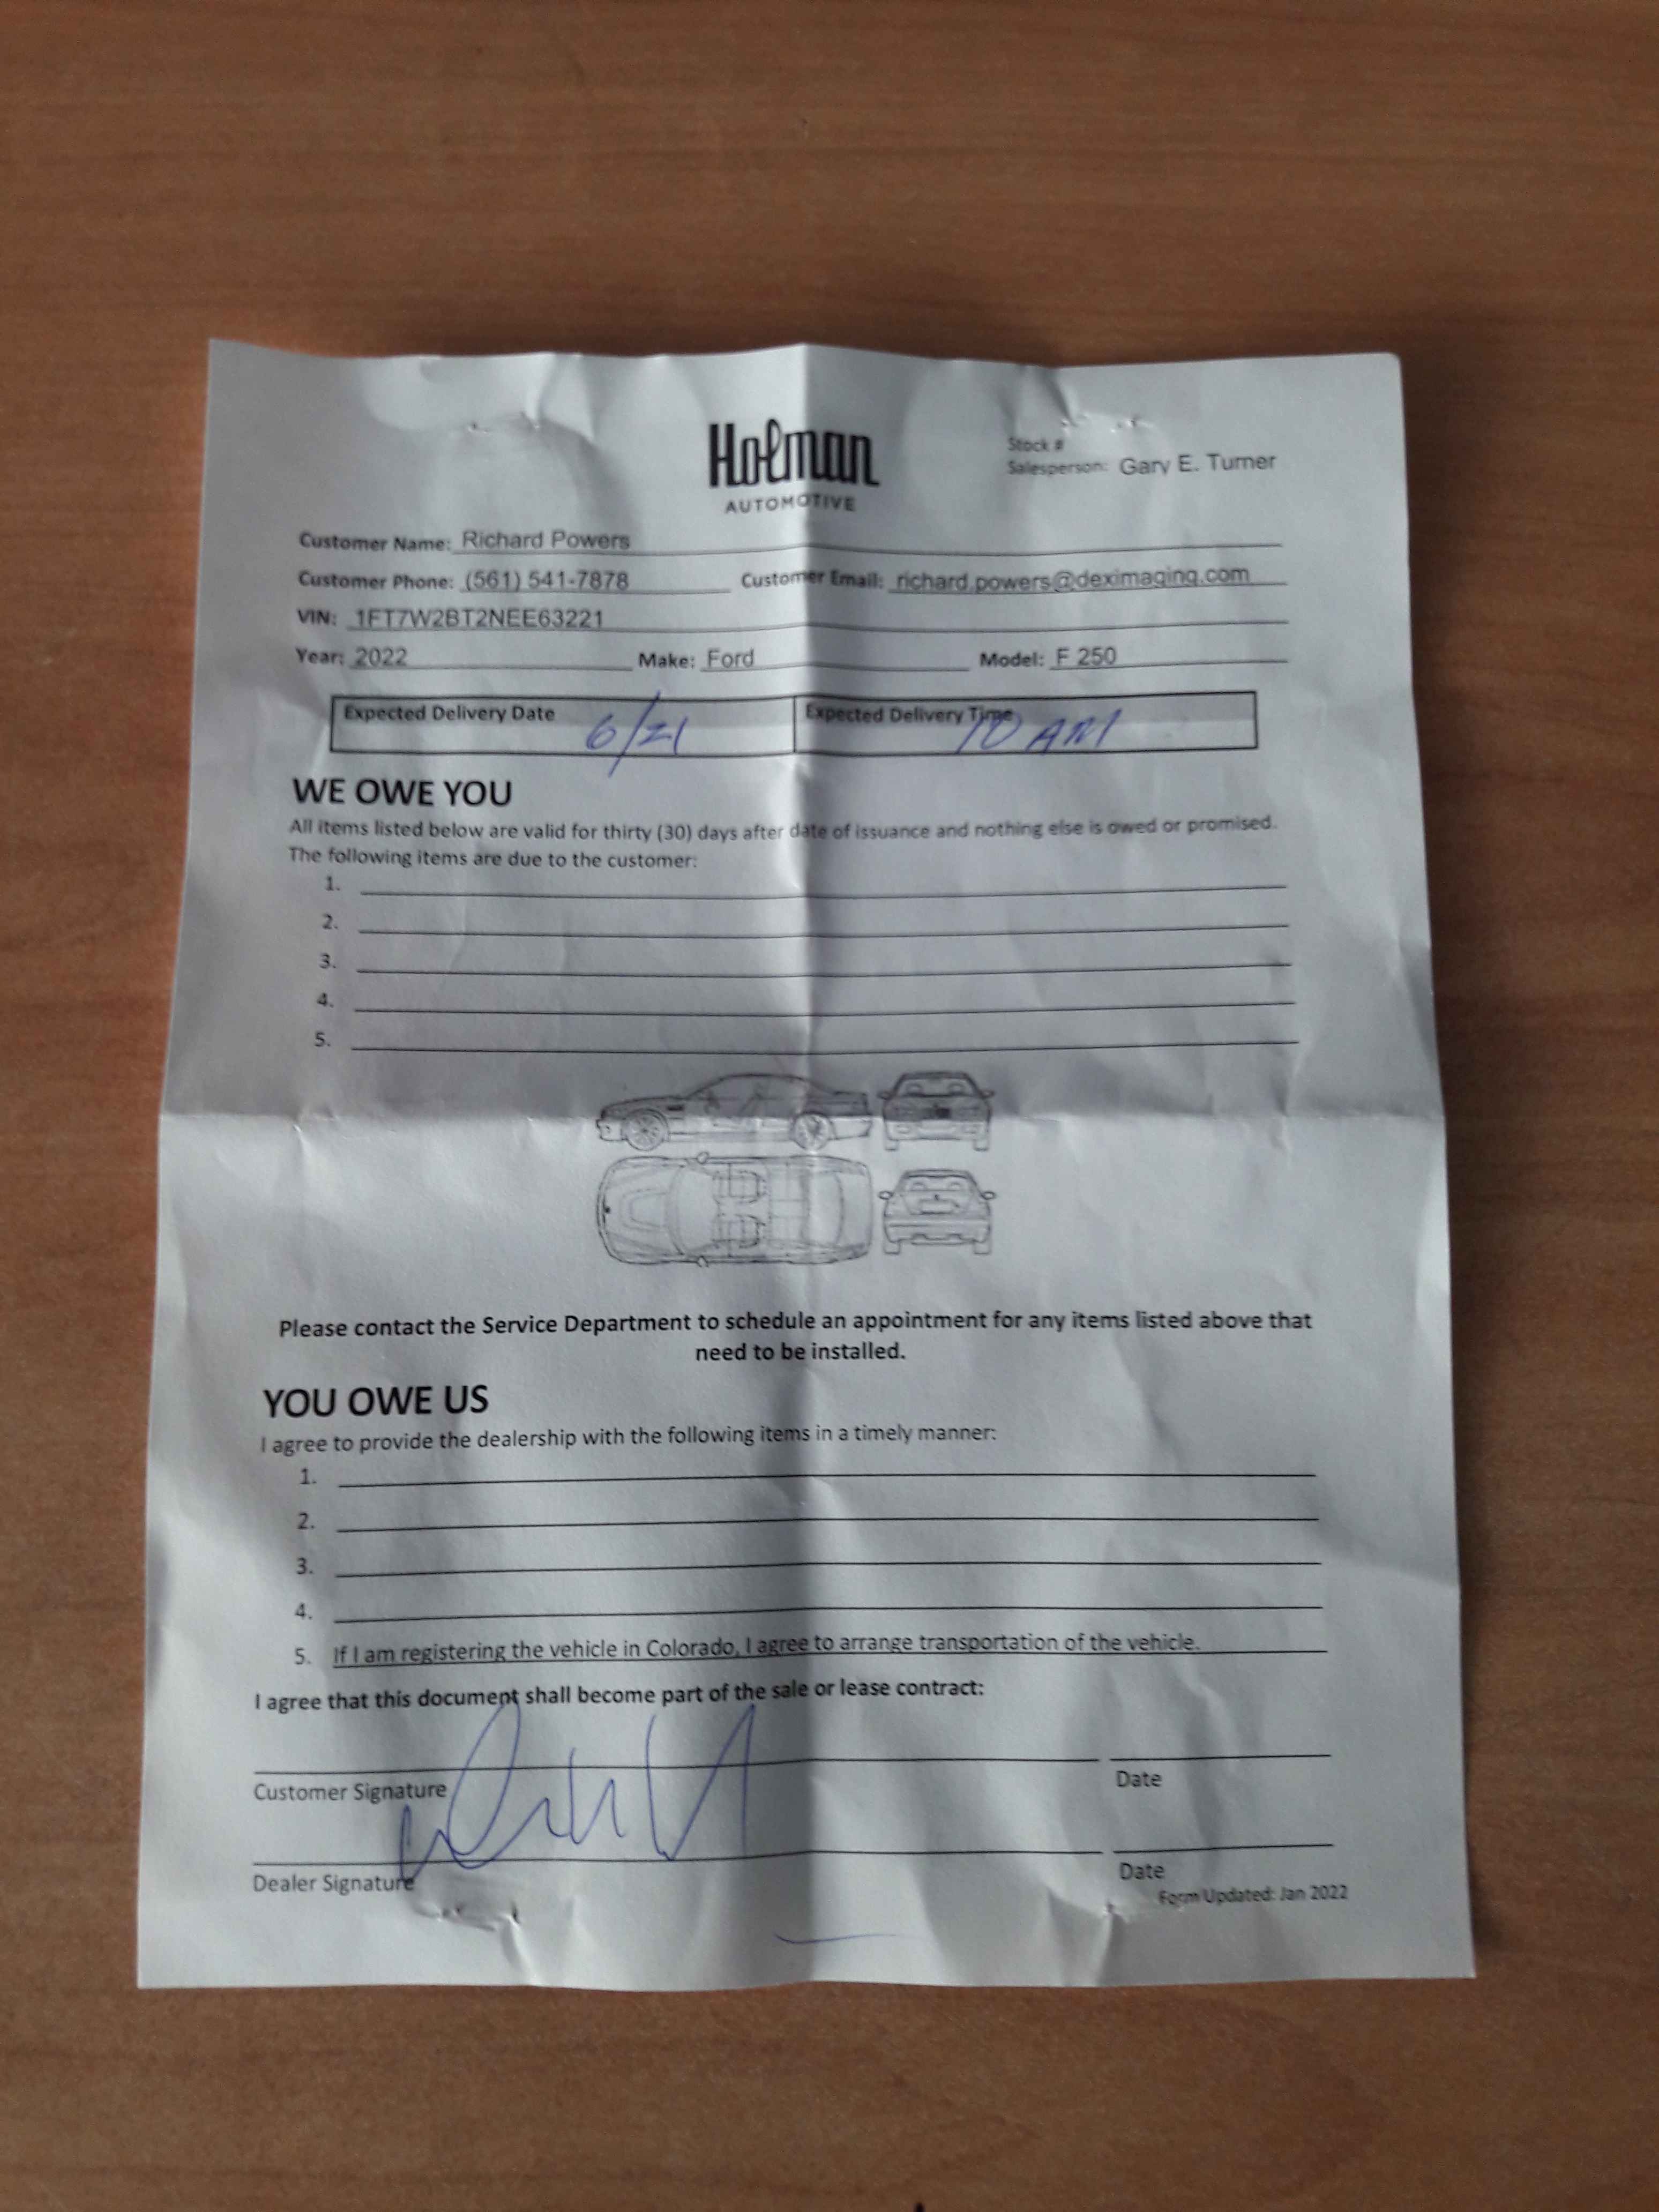 Holman
AUTOMOTIVE
Stock #
Salesperson: Gary E. Turner
Customer Name: Richard Powers
Customer Phone: (561) 541-7878 Customer Email: richard.powers@deximaging.com
VIN: 1FT7W2BT2NEE63221
Year: 2022 Make: Ford Model: F 250
Expected Delivery Date 6/21 Expected Delivery Time 10 AM
WE OWE YOU
All items listed below are valid for thirty (30) days after date of issuance and nothing else is owed or promised.
The following items are due to the customer:
1.
2.
3.
4.
5.
Please contact the Service Department to schedule an appointment for any items listed above that
need to be installed.
YOU OWE US
I agree to provide the dealership with the following items in a timely manner:
1.
2.
3.
4.
5. If I am registering the vehicle in Colorado, I agree to arrange transportation of the vehicle.
I agree that this document shall become part of the sale or lease contract:
Customer Signature Date
Dealer Signature Date
Form Updated: Jan 2022